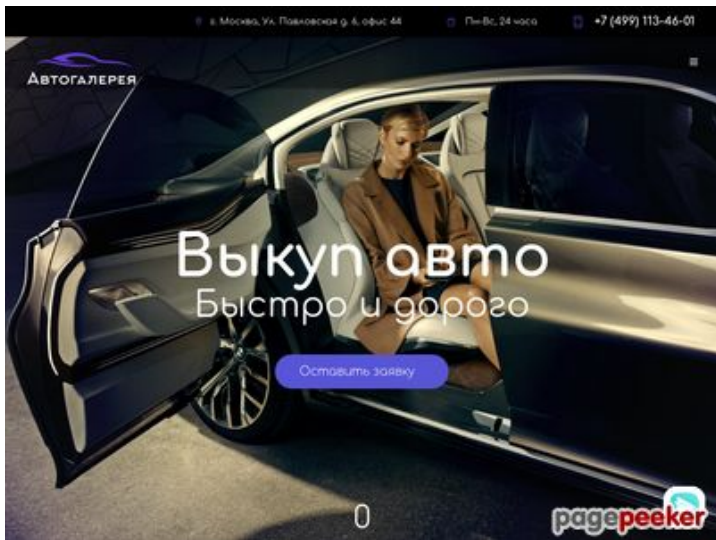 г. Москва, Ул. Павловская д. 6, офис 44
Пн-Вс, 24 часа
+7 (499) 113-46-01
АВТОГАЛЕРЕЯ
Выкуп авто
Быстро и дорого
Оставить заявку
pagepeeker